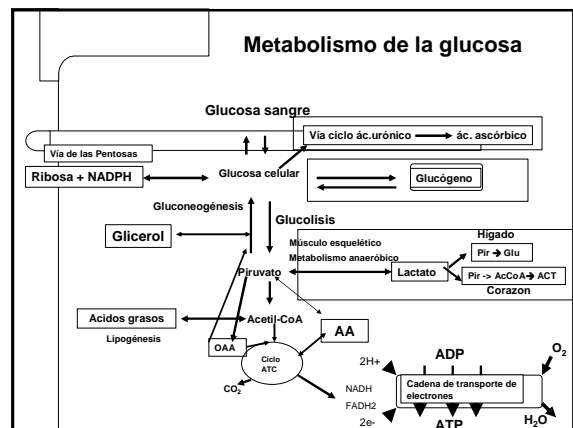 Metabolismo de la glucosa
Glucosa sangre
Vía ciclo ác.urónico ác. ascórbico
Vía de las Pentosas
Ribosa + NADPH
Glucosa celular
Glucógeno
Gluconeogénesis
Glucolisis
Glicerol
Músculo esquelético
Metabolismo anaeróbico
Lactato
Hígado
Pir → Glu
Pir -> AcCoA→ ACT
Corazon
Piruvato
Acidos grasos
Lipogénesis
Acetil-CoA
AA
OAA
Ciclo
ATC
CO2
2H+
NADH
FADH2
2e-
ADP
Cadena de transporte de
electrones
ATP
O2
H2O